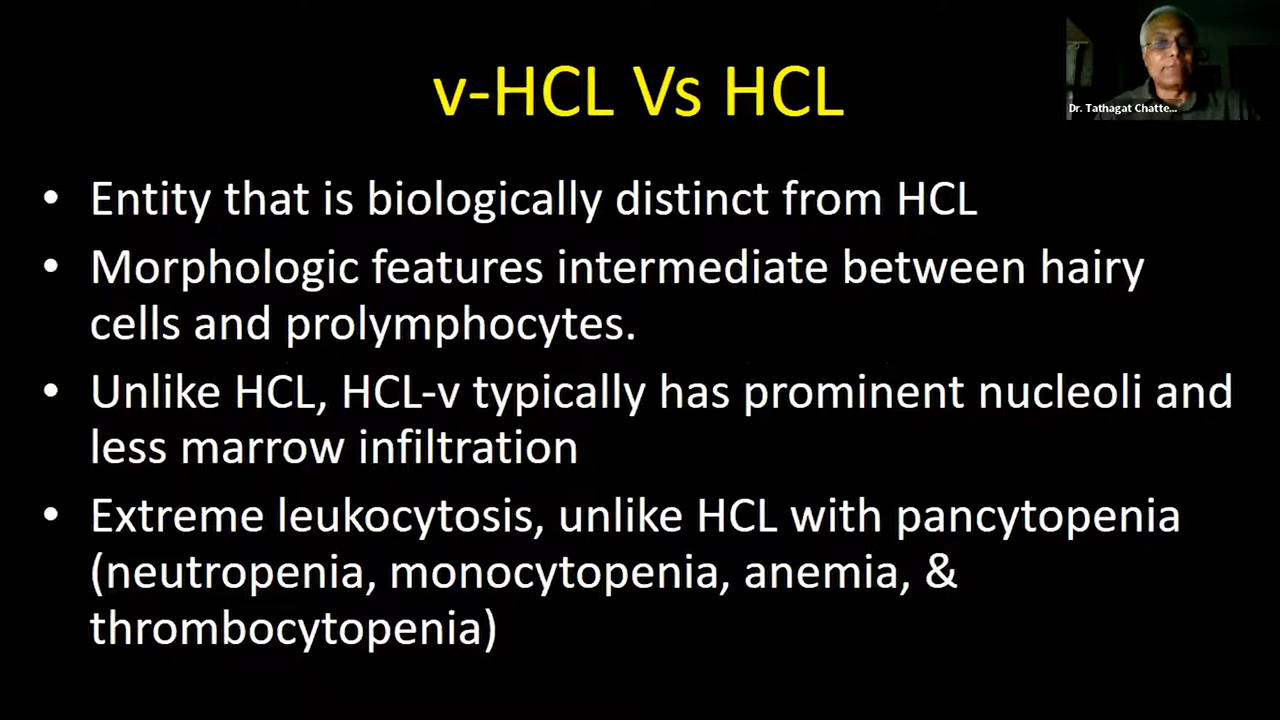 v-HCL Vs HCL
Dr. Tathagat Chatte...
• Entity that is biologically distinct from HCL
• Morphologic features intermediate between hairy
cells and prolymphocytes.
• Unlike HCL, HCL-v typically has prominent nucleoli and
less marrow infiltration
• Extreme leukocytosis, unlike HCL with pancytopenia
(neutropenia, monocytopenia, anemia, &
thrombocytopenia)